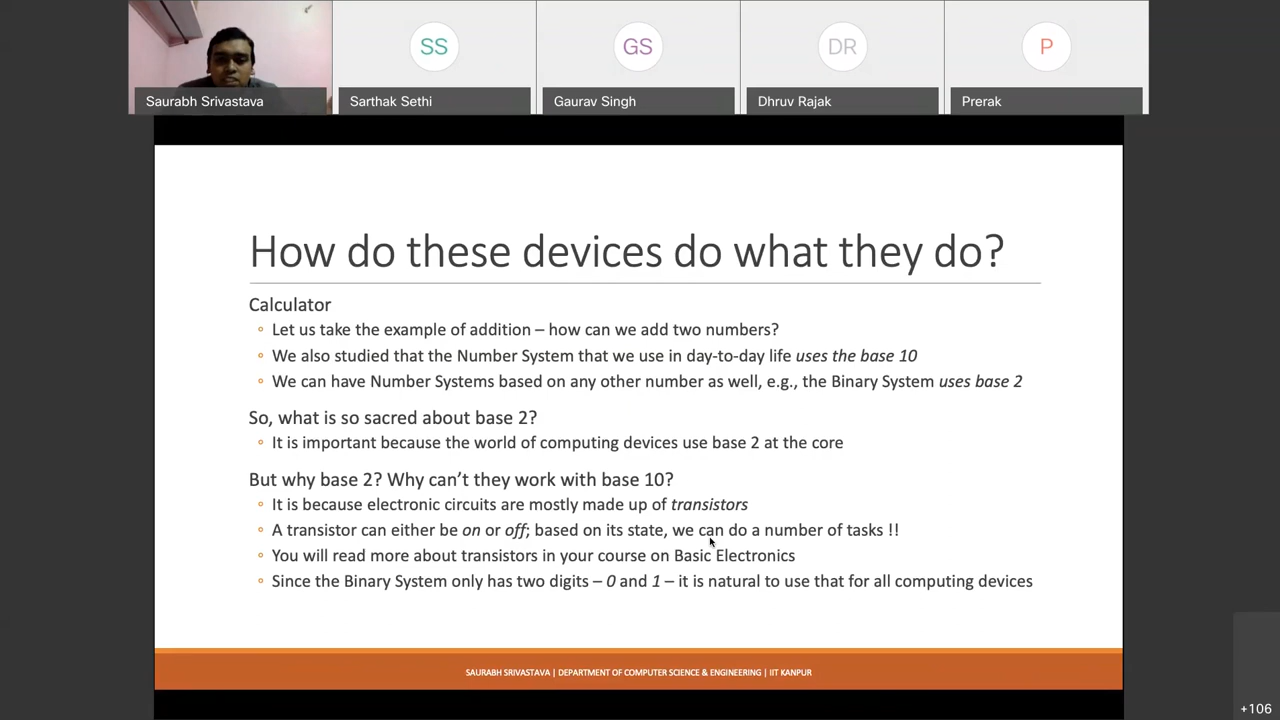 SS
GS
DR
P
Saurabh Srivastava
Sarthak Sethi
Gaurav Singh
Dhruv Rajak
Prerak
How do these devices do what they do?
Calculator
◦ Let us take the example of addition – how can we add two numbers?
◦ We also studied that the Number System that we use in day-to-day life uses the base 10
◦ We can have Number Systems based on any other number as well, e.g., the Binary System uses base 2
So, what is so sacred about base 2?
◦ It is important because the world of computing devices use base 2 at the core
But why base 2? Why can’t they work with base 10?
◦ It is because electronic circuits are mostly made up of transistors
◦ A transistor can either be on or off; based on its state, we can do a number of tasks !!
◦ You will read more about transistors in your course on Basic Electronics
◦ Since the Binary System only has two digits – 0 and 1 – it is natural to use that for all computing devices
SAURABH SRIVASTAVA | DEPARTMENT OF COMPUTER SCIENCE & ENGINEERING | IIT KANPUR
+106